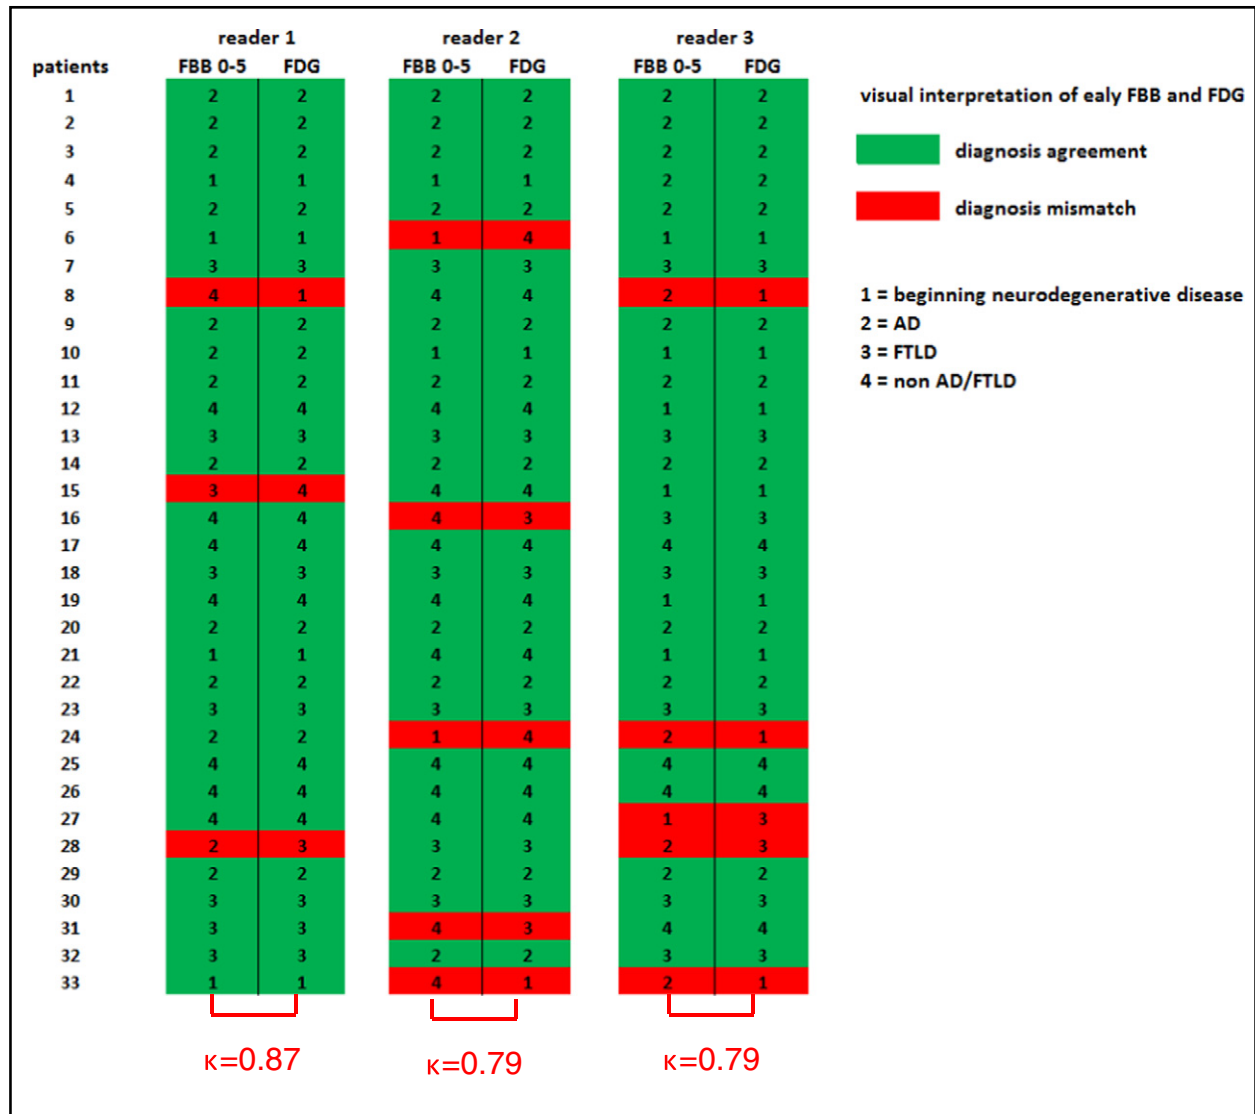 reader 1 reader 2 reader 3
patients FBB 0-5 FDG FBB 0-5 FDG FBB 0-5 FDG
1 2 2 2 2 2 2 visual interpretation of ealy FBB and FDG
2 2 2 2 2 2 2
3 2 2 2 2 2 2 diagnosis agreement
4 1 1 1 1 2 2
5 2 2 2 2 2 2 diagnosis mismatch
6 1 1 1 4 1 1
7 3 3 3 3 3 3
8 4 1 4 4 2 1 1 = beginning neurodegenerative disease
9 2 2 2 2 2 2 2 = AD
10 2 2 1 1 1 1 3 = FTLD
11 2 2 2 2 2 2 4 = non AD/FTLD
12 4 4 4 4 1 1
13 3 3 3 3 3 3
14 2 2 2 2 2 2
15 3 4 4 4 1 1
16 4 4 4 3 3 3
17 4 4 4 4 4 4
18 3 3 3 3 3 3
19 4 4 4 4 1 1
20 2 2 2 2 2 2
21 1 1 4 4 1 1
22 2 2 2 2 2 2
23 3 3 3 3 3 3
24 2 2 1 4 2 1
25 4 4 4 4 4 4
26 4 4 4 4 4 4
27 4 4 4 4 1 3
28 2 3 3 3 2 3
29 2 2 2 2 2 2
30 3 3 3 3 3 3
31 3 3 4 3 4 4
32 3 3 2 2 3 3
33 1 1 4 1 2 1
κ=0.87 κ=0.79 κ=0.79